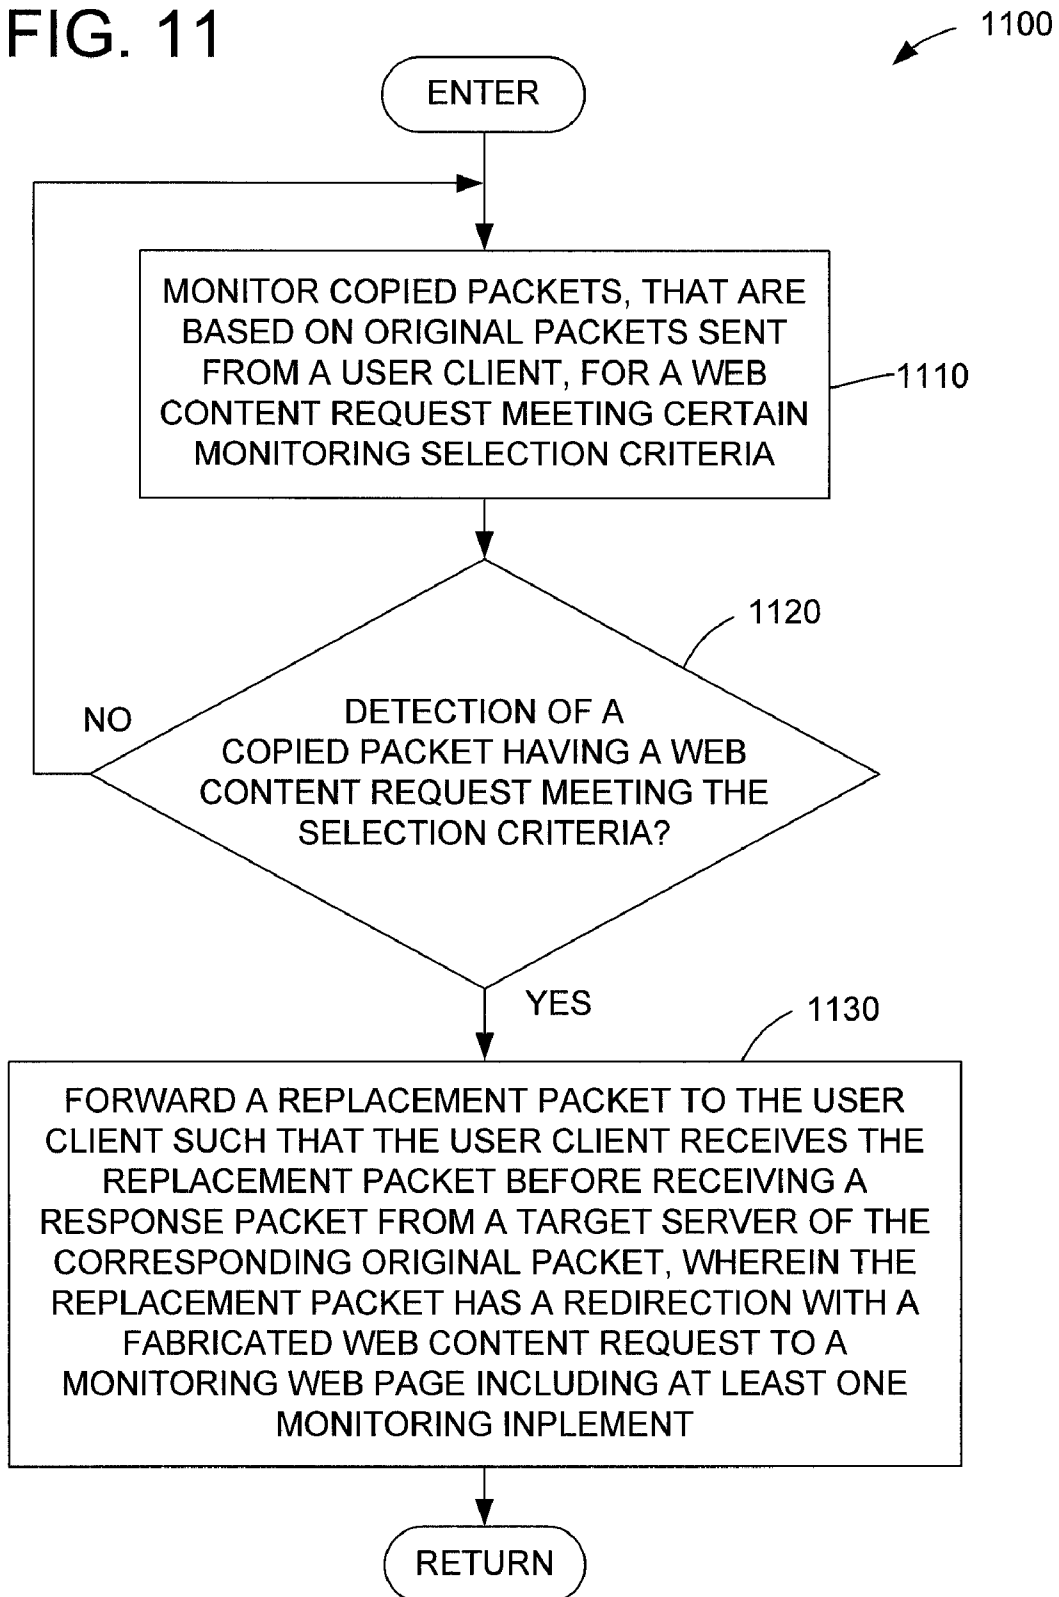 FIG. 11
1100
ENTER
MONITOR COPIED PACKETS, THAT ARE
BASED ON ORIGINAL PACKETS SENT
FROM A USER CLIENT, FOR A WEB
CONTENT REQUEST MEETING CERTAIN
MONITORING SELECTION CRITERIA
1110
1120
NO
DETECTION OF A
COPIED PACKET HAVING A WEB
CONTENT REQUEST MEETING THE
SELECTION CRITERIA?
YES
1130
FORWARD A REPLACEMENT PACKET TO THE USER
CLIENT SUCH THAT THE USER CLIENT RECEIVES THE
REPLACEMENT PACKET BEFORE RECEIVING A
RESPONSE PACKET FROM A TARGET SERVER OF THE
CORRESPONDING ORIGINAL PACKET, WHEREIN THE
REPLACEMENT PACKET HAS A REDIRECTION WITH A
FABRICATED WEB CONTENT REQUEST TO A
MONITORING WEB PAGE INCLUDING AT LEAST ONE
MONITORING INPLEMENT
RETURN